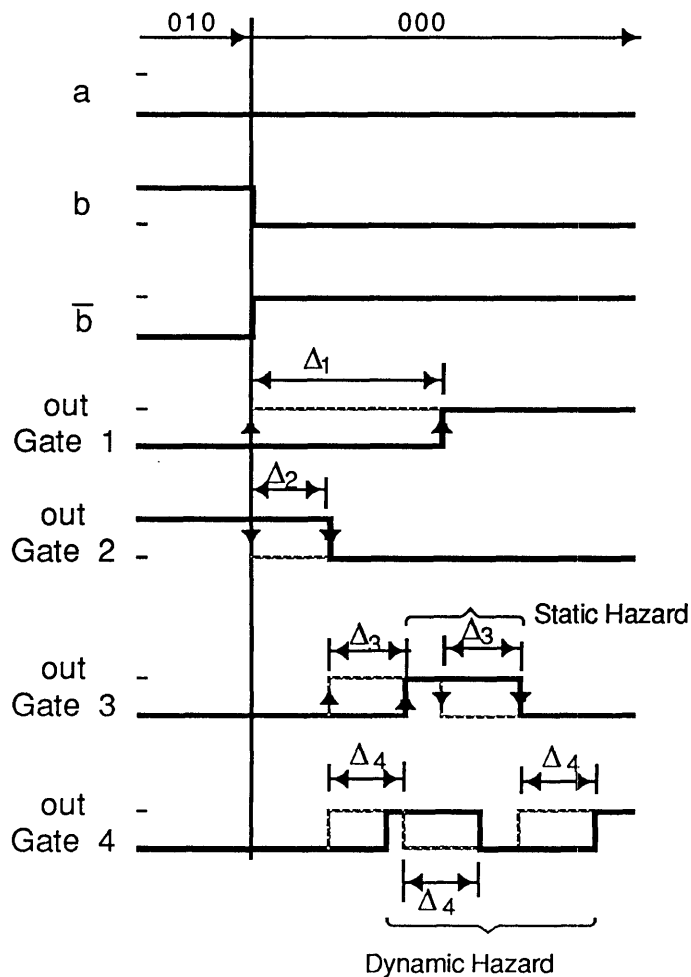 010 000
a
b
b̅
Δ1
out
Gate 1
Δ2
out
Gate 2
Static Hazard
Δ3 Δ3
out
Gate 3
Δ4 Δ4
out
Gate 4
Δ4
Dynamic Hazard